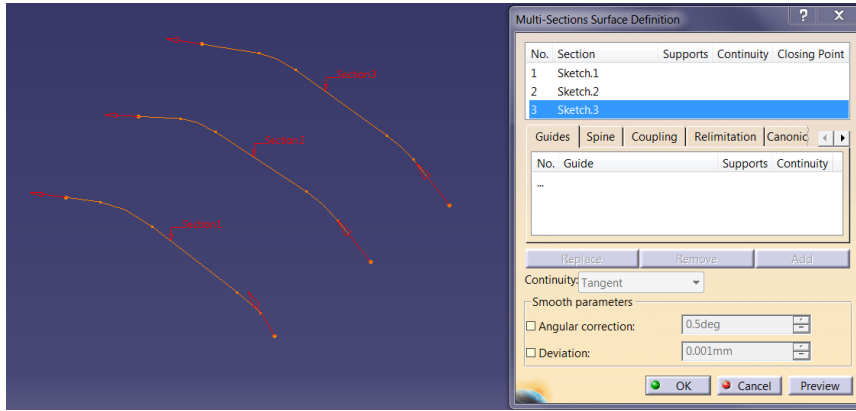 Multi-Sections Surface Definition
? X
No. Section Supports Continuity Closing Point
1 Sketch.1
2 Sketch.2
3 Sketch.3
Guides Spine Coupling Relimitation Canonic
No. Guide Supports Continuity
...
Replace Remove Add
Continuity: Tangent
Smooth parameters
Angular correction: 0.5deg
Deviation: 0.001mm
OK Cancel Preview